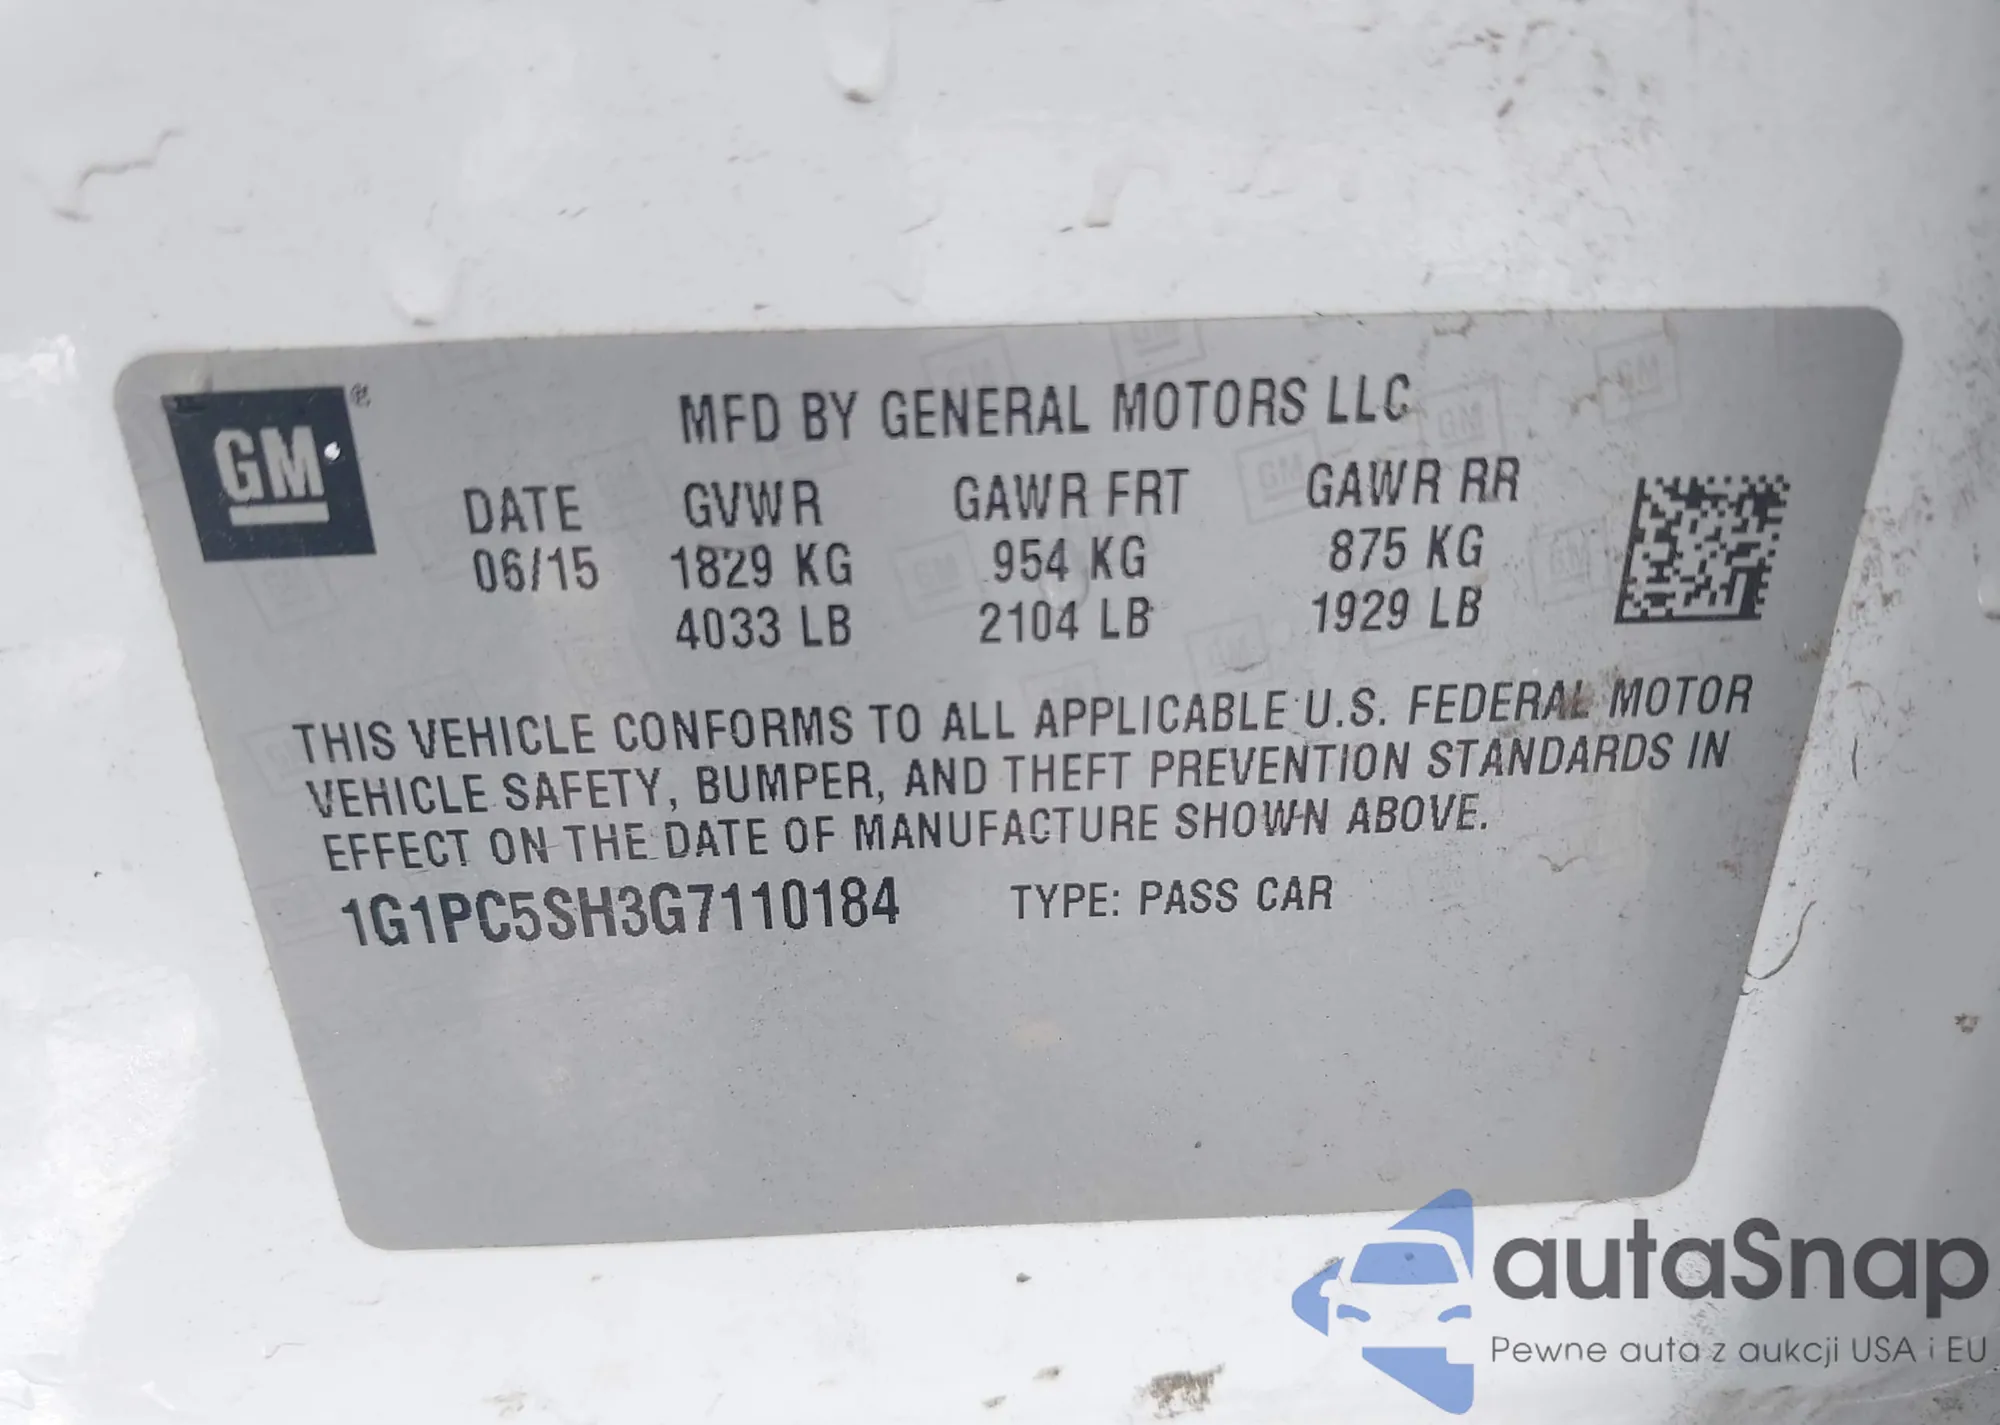 GM
MFD BY GENERAL MOTORS LLC
DATE GVWR GAWR FRT GAWR RR
06/15 1829 KG 954 KG 875 KG
4033 LB 2104 LB 1929 LB
THIS VEHICLE CONFORMS TO ALL APPLICABLE U.S. FEDERAL MOTOR
VEHICLE SAFETY, BUMPER, AND THEFT PREVENTION STANDARDS IN
EFFECT ON THE DATE OF MANUFACTURE SHOWN ABOVE.
1G1PC5SH3G7110184 TYPE: PASS CAR
autaSnap
Pewne auta z aukcji USA i EU